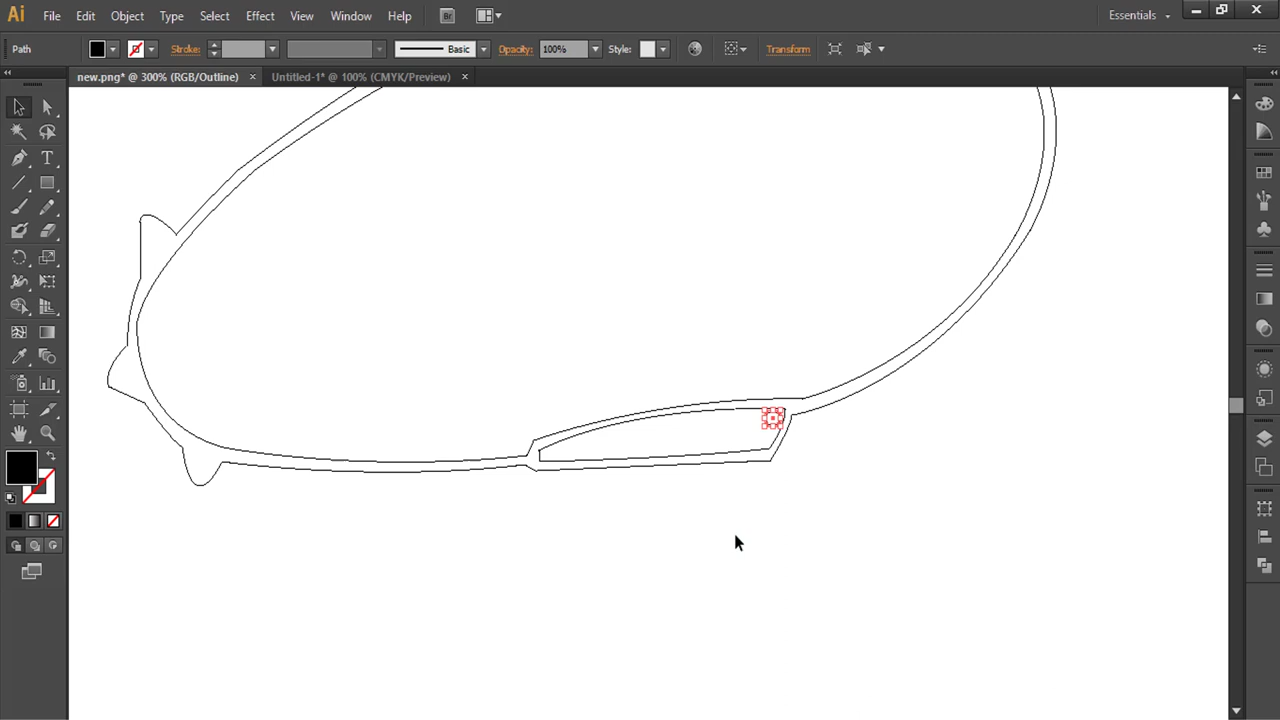 Ai File Edit Object Type Select Effect View Window Help Br Essentials
Path Stroke: Basic Opacity: 100% Style: Transform
new.png* @ 300% (RGB/Outline) × Untitled-1* @ 100% (CMYK/Preview) ×
T